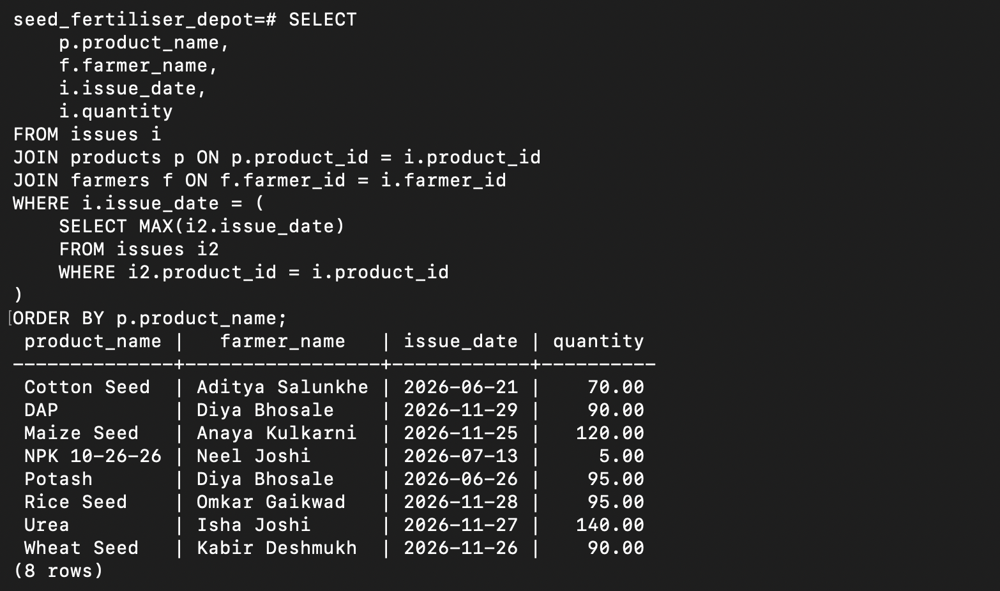 seed_fertiliser_depot=# SELECT
    p.product_name,
    f.farmer_name,
    i.issue_date,
    i.quantity
FROM issues i
JOIN products p ON p.product_id = i.product_id
JOIN farmers f ON f.farmer_id = i.farmer_id
WHERE i.issue_date = (
    SELECT MAX(i2.issue_date)
    FROM issues i2
    WHERE i2.product_id = i.product_id
)
ORDER BY p.product_name;
 product_name |   farmer_name   | issue_date | quantity
--------------+-----------------+------------+----------
 Cotton Seed  | Aditya Salunkhe | 2026-06-21 |    70.00
 DAP          | Diya Bhosale    | 2026-11-29 |    90.00
 Maize Seed   | Anaya Kulkarni  | 2026-11-25 |   120.00
 NPK 10-26-26 | Neel Joshi      | 2026-07-13 |     5.00
 Potash       | Diya Bhosale    | 2026-06-26 |    95.00
 Rice Seed    | Omkar Gaikwad   | 2026-11-28 |    95.00
 Urea         | Isha Joshi      | 2026-11-27 |   140.00
 Wheat Seed   | Kabir Deshmukh  | 2026-11-26 |    90.00
(8 rows)